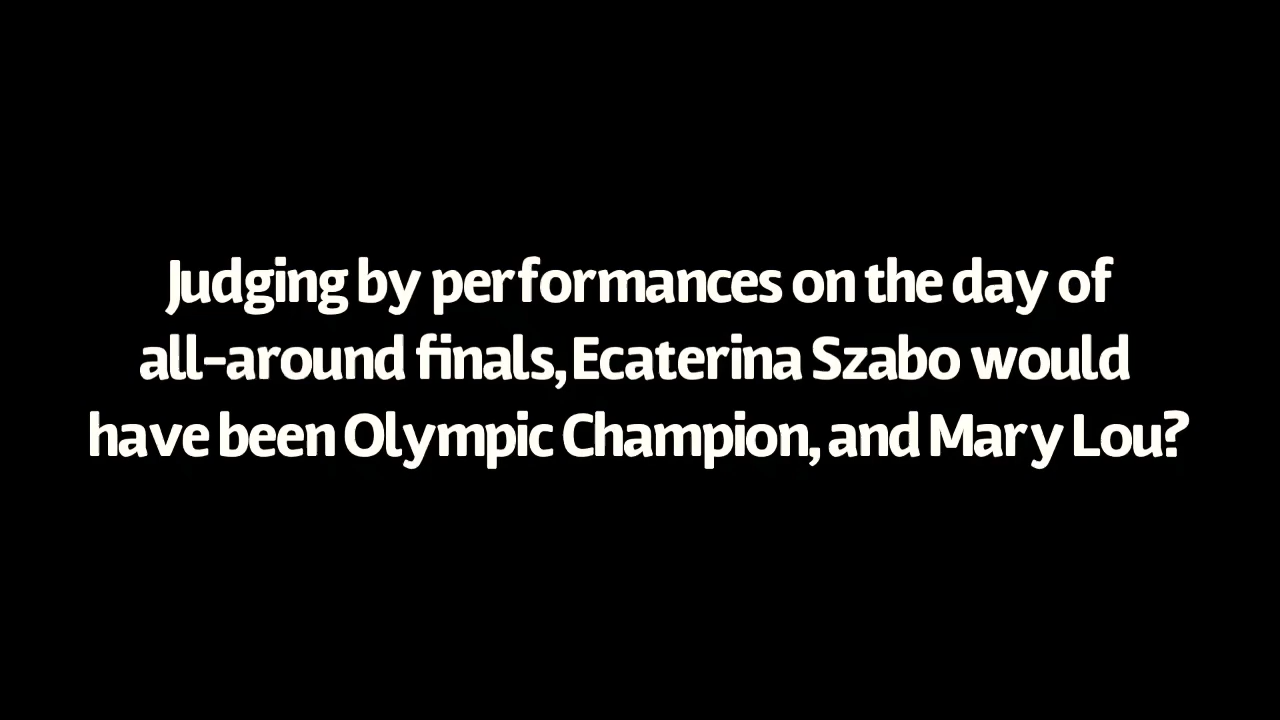 Judging by performances on the day of
all-around finals, Ecaterina Szabo would
have been Olympic Champion, and Mary Lou?